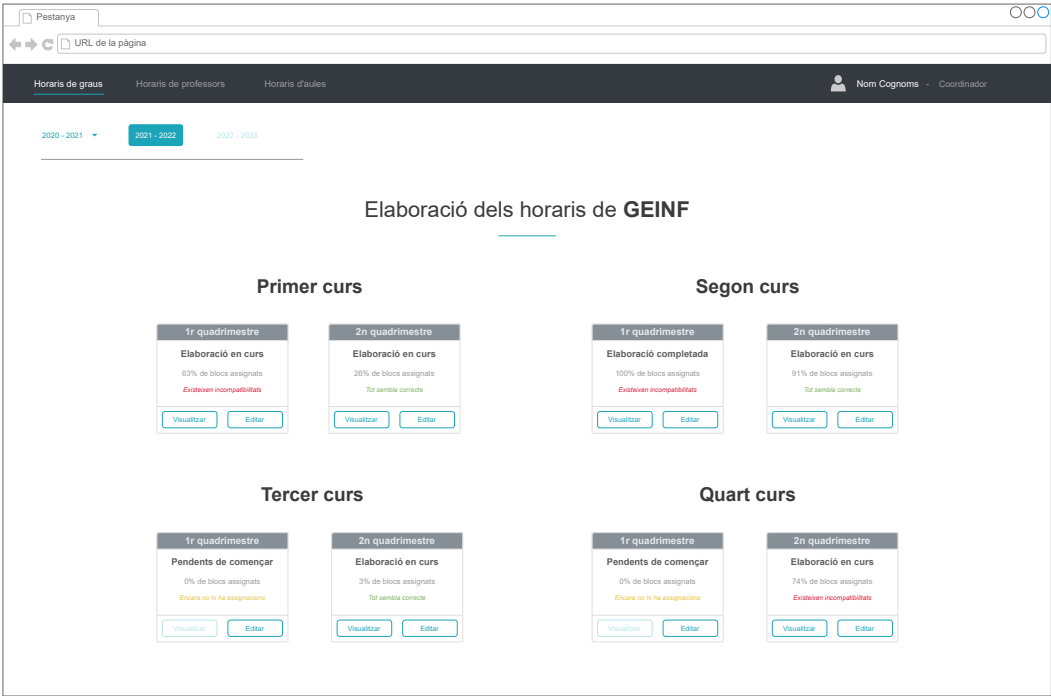 Pestanya
URL de la pàgina
Horaris de graus Horaris de professors Horaris d'aules Nom Cognoms - Coordinador
2020 - 2021 2021 - 2022 2022 - 2023
Elaboració dels horaris de GEINF
Primer curs
1r quadrimestre
Elaboració en curs
63% de blocs assignats
Existeixen incompatibilitats
Visualitzar Editar
2n quadrimestre
Elaboració en curs
26% de blocs assignats
Tot sembla correcte
Visualitzar Editar
Segon curs
1r quadrimestre
Elaboració completada
100% de blocs assignats
Existeixen incompatibilitats
Visualitzar Editar
2n quadrimestre
Elaboració en curs
91% de blocs assignats
Tot sembla correcte
Visualitzar Editar
Tercer curs
1r quadrimestre
Pendents de començar
0% de blocs assignats
Encara no hi ha assignacions
Visualitzar Editar
2n quadrimestre
Elaboració en curs
3% de blocs assignats
Tot sembla correcte
Visualitzar Editar
Quart curs
1r quadrimestre
Pendents de començar
0% de blocs assignats
Encara no hi ha assignacions
Visualitzar Editar
2n quadrimestre
Elaboració en curs
74% de blocs assignats
Existeixen incompatibilitats
Visualitzar Editar